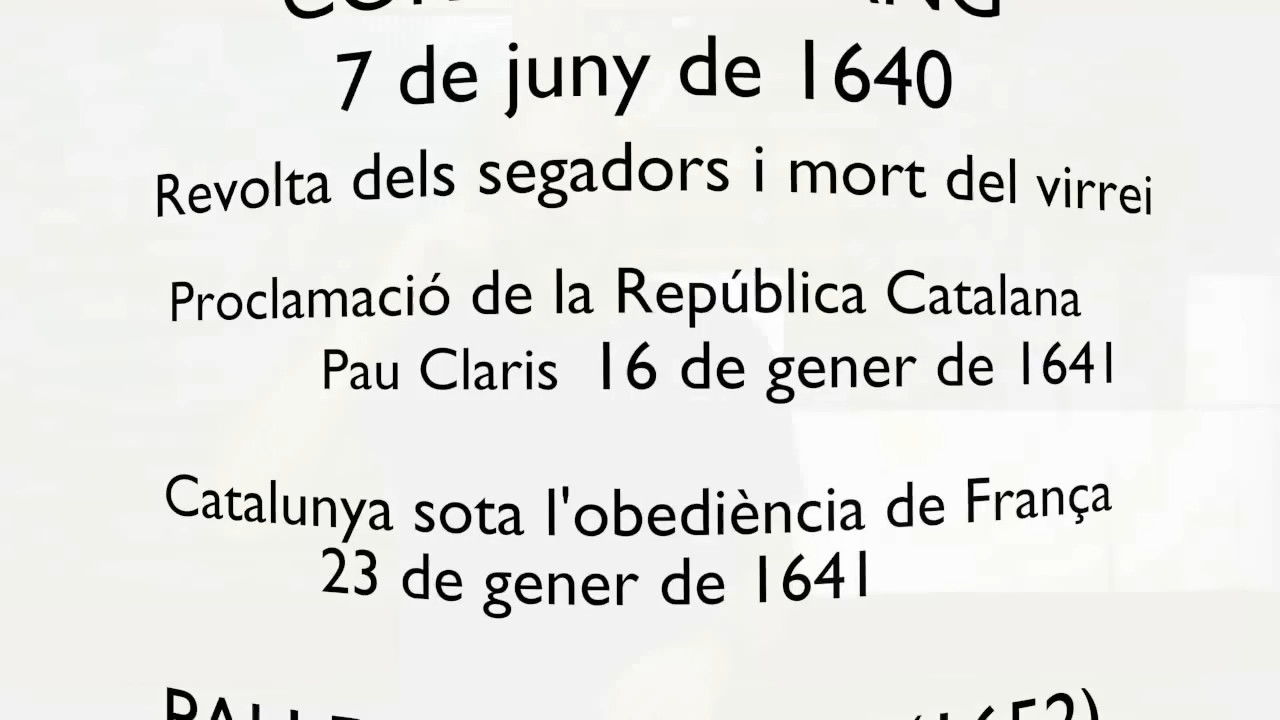 7 de juny de 1640
Revolta dels segadors i mort del virrei
Proclamació de la República Catalana
Pau Claris 16 de gener de 1641
Catalunya sota l'obediència de França
23 de gener de 1641